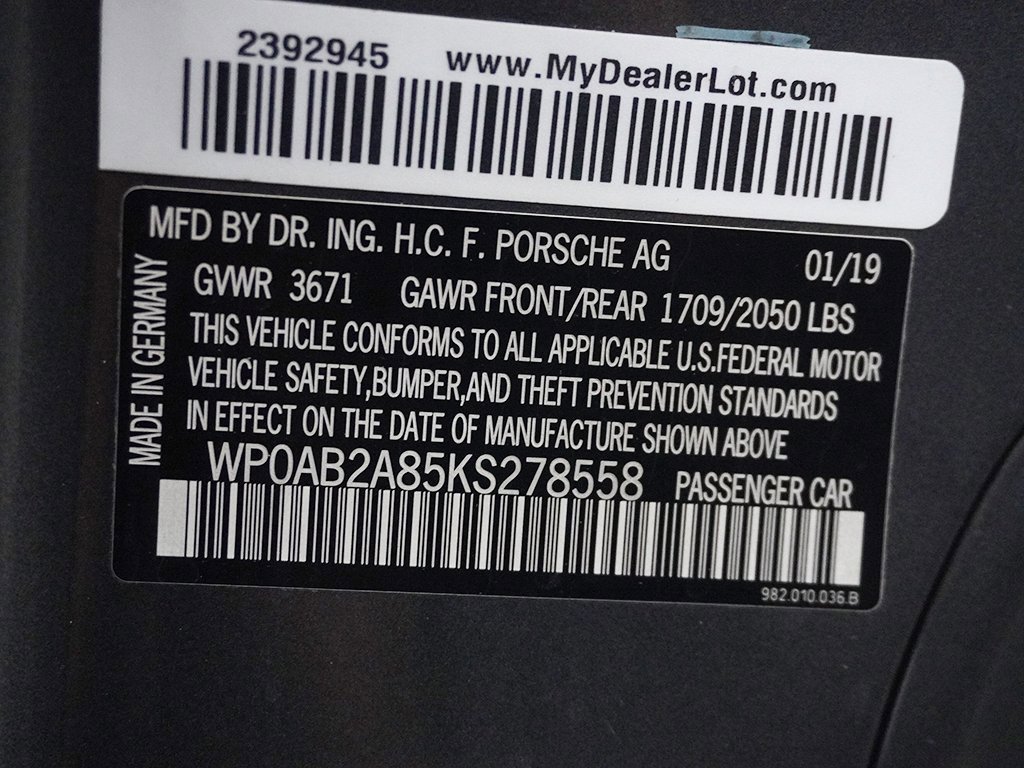 2392945 www.MyDealerLot.com
MFD BY DR. ING. H.C. F. PORSCHE AG 01/19
GVWR 3671 GAWR FRONT/REAR 1709/2050 LBS
THIS VEHICLE CONFORMS TO ALL APPLICABLE U.S.FEDERAL MOTOR
VEHICLE SAFETY,BUMPER,AND THEFT PREVENTION STANDARDS
IN EFFECT ON THE DATE OF MANUFACTURE SHOWN ABOVE
WP0AB2A85KS278558 PASSENGER CAR
982.010.036.B
MADE IN GERMANY